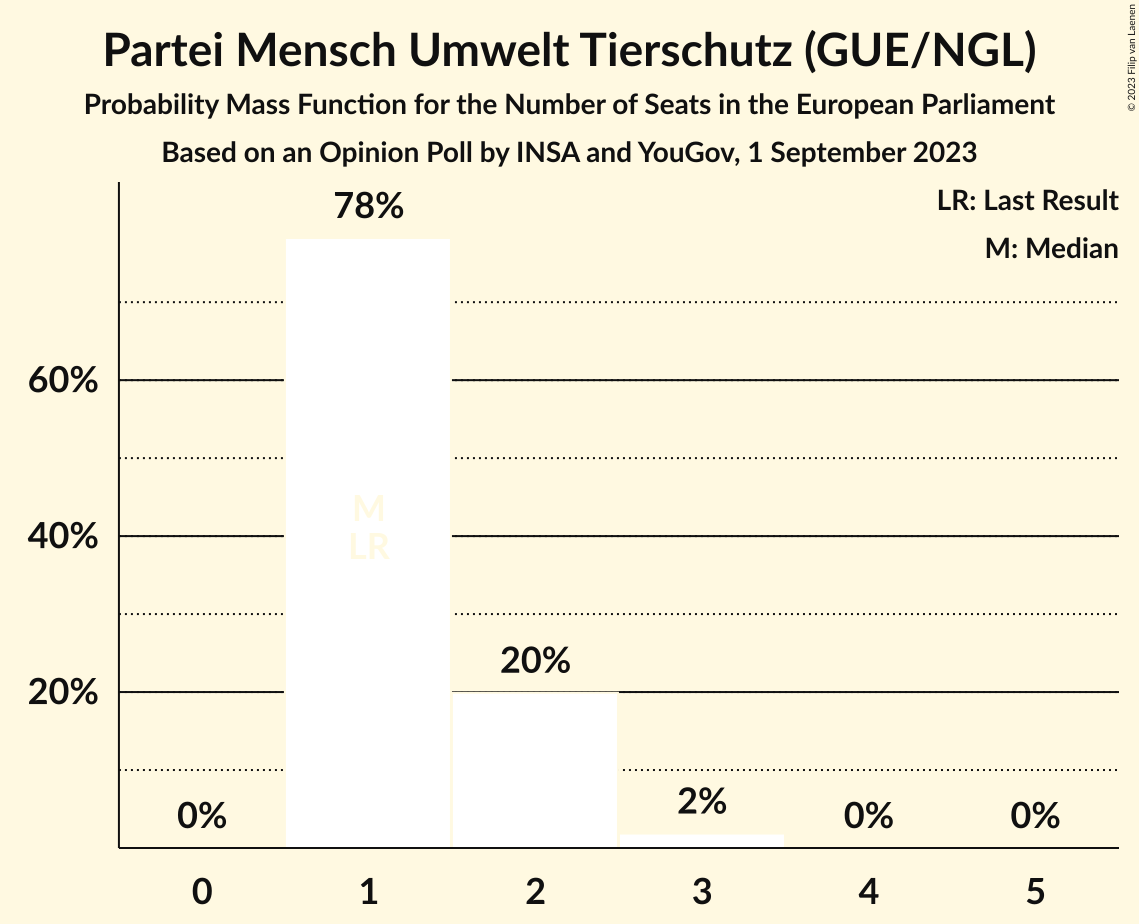 Partei Mensch Umwelt Tierschutz (GUE/NGL)
Probability Mass Function for the Number of Seats in the European Parliament
Based on an Opinion Poll by INSA and YouGov, 1 September 2023
© 2023 Filip van Laenen
LR: Last Result
M: Median
78%
60%
M
40%
LR
20%
20%
0%
2%
0%
0%
0 1 2 3 4 5